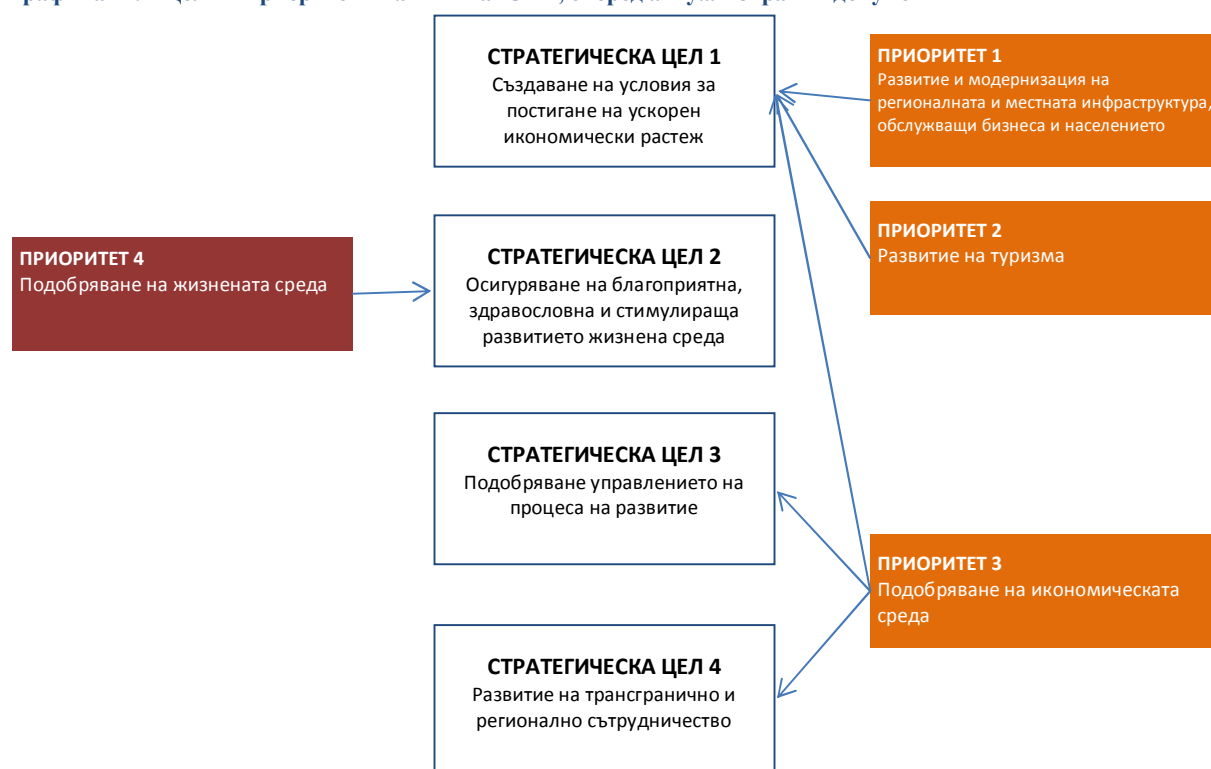 СТРАТЕГИЧЕСКА ЦЕЛ 1
Създаване на условия за
постигане на ускорен
икономически растеж
ПРИОРИТЕТ 1
Развитие и модернизация на
регионалната и местната инфраструктура,
обслужващи бизнеса и населението
ПРИОРИТЕТ 2
Развитие на туризма
ПРИОРИТЕТ 4
Подобряване на жизнената среда
СТРАТЕГИЧЕСКА ЦЕЛ 2
Осигуряване на благоприятна,
здравословна и стимулираща
развитието жизнена среда
СТРАТЕГИЧЕСКА ЦЕЛ 3
Подобряване управлението на
процеса на развитие
ПРИОРИТЕТ 3
Подобряване на икономическата
среда
СТРАТЕГИЧЕСКА ЦЕЛ 4
Развитие на трансгранично и
регионално сътрудничество